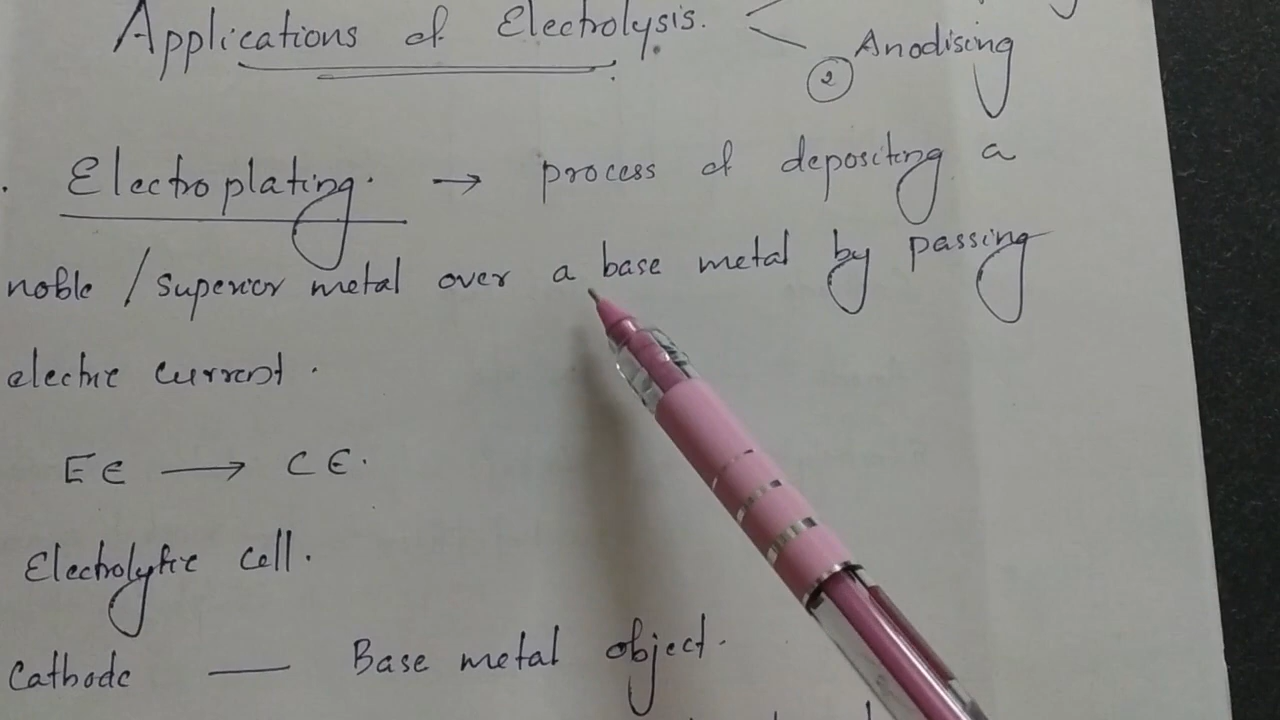 Applications of Electrolysis.
② Anodising
Electroplating. → process of depositing a
noble / superior metal over a base metal by passing
electric current.
EE → CE.
Electrolytic cell.
Cathode — Base metal object.